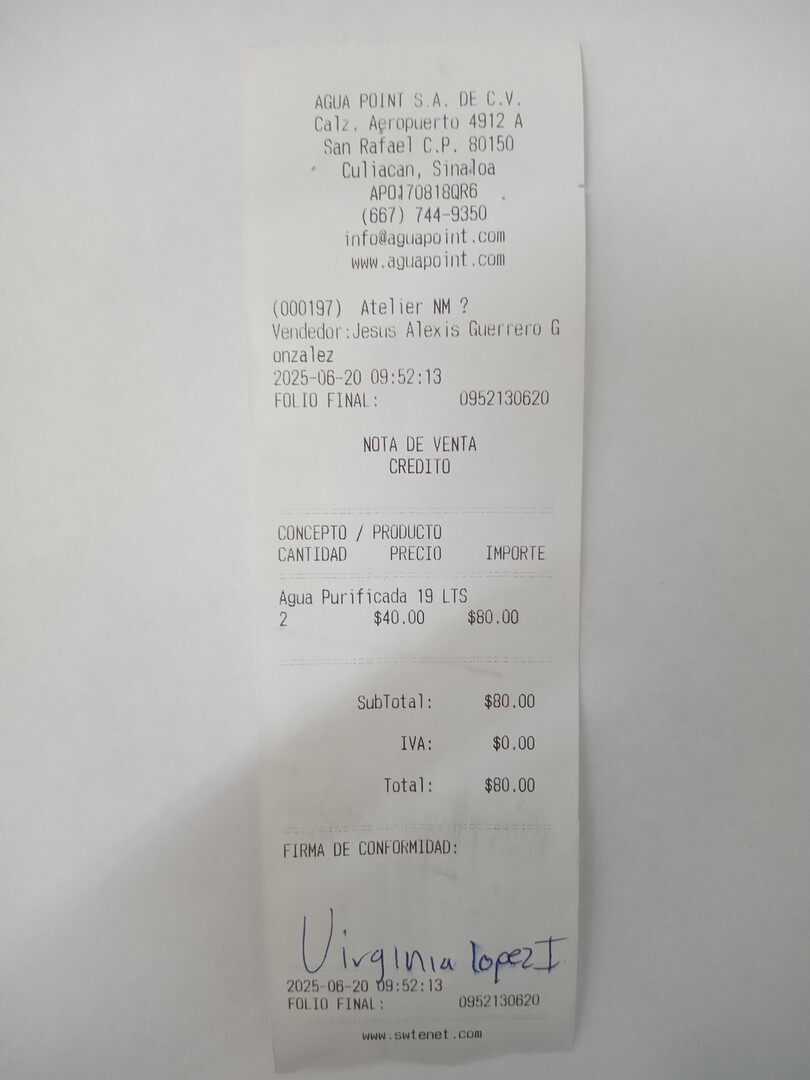 AGUA POINT S.A. DE C.V.
Calz. Aeropuerto 4912 A
San Rafael C.P. 80150
Culiacan, Sinaloa
APO170818QR6
(667) 744-9350
info@aguapoint.com
www.aguapoint.com
(000197) Atelier NM ?
Vendedor:Jesus Alexis Guerrero G
onzalez
2025-06-20 09:52:13
FOLIO FINAL: 0952130620
NOTA DE VENTA
CREDITO
CONCEPTO / PRODUCTO
CANTIDAD PRECIO IMPORTE
Agua Purificada 19 LTS
2 $40.00 $80.00
SubTotal: $80.00
IVA: $0.00
Total: $80.00
FIRMA DE CONFORMIDAD:
Virginia lopez I
2025-06-20 09:52:13
FOLIO FINAL: 0952130620
www.swtenet.com